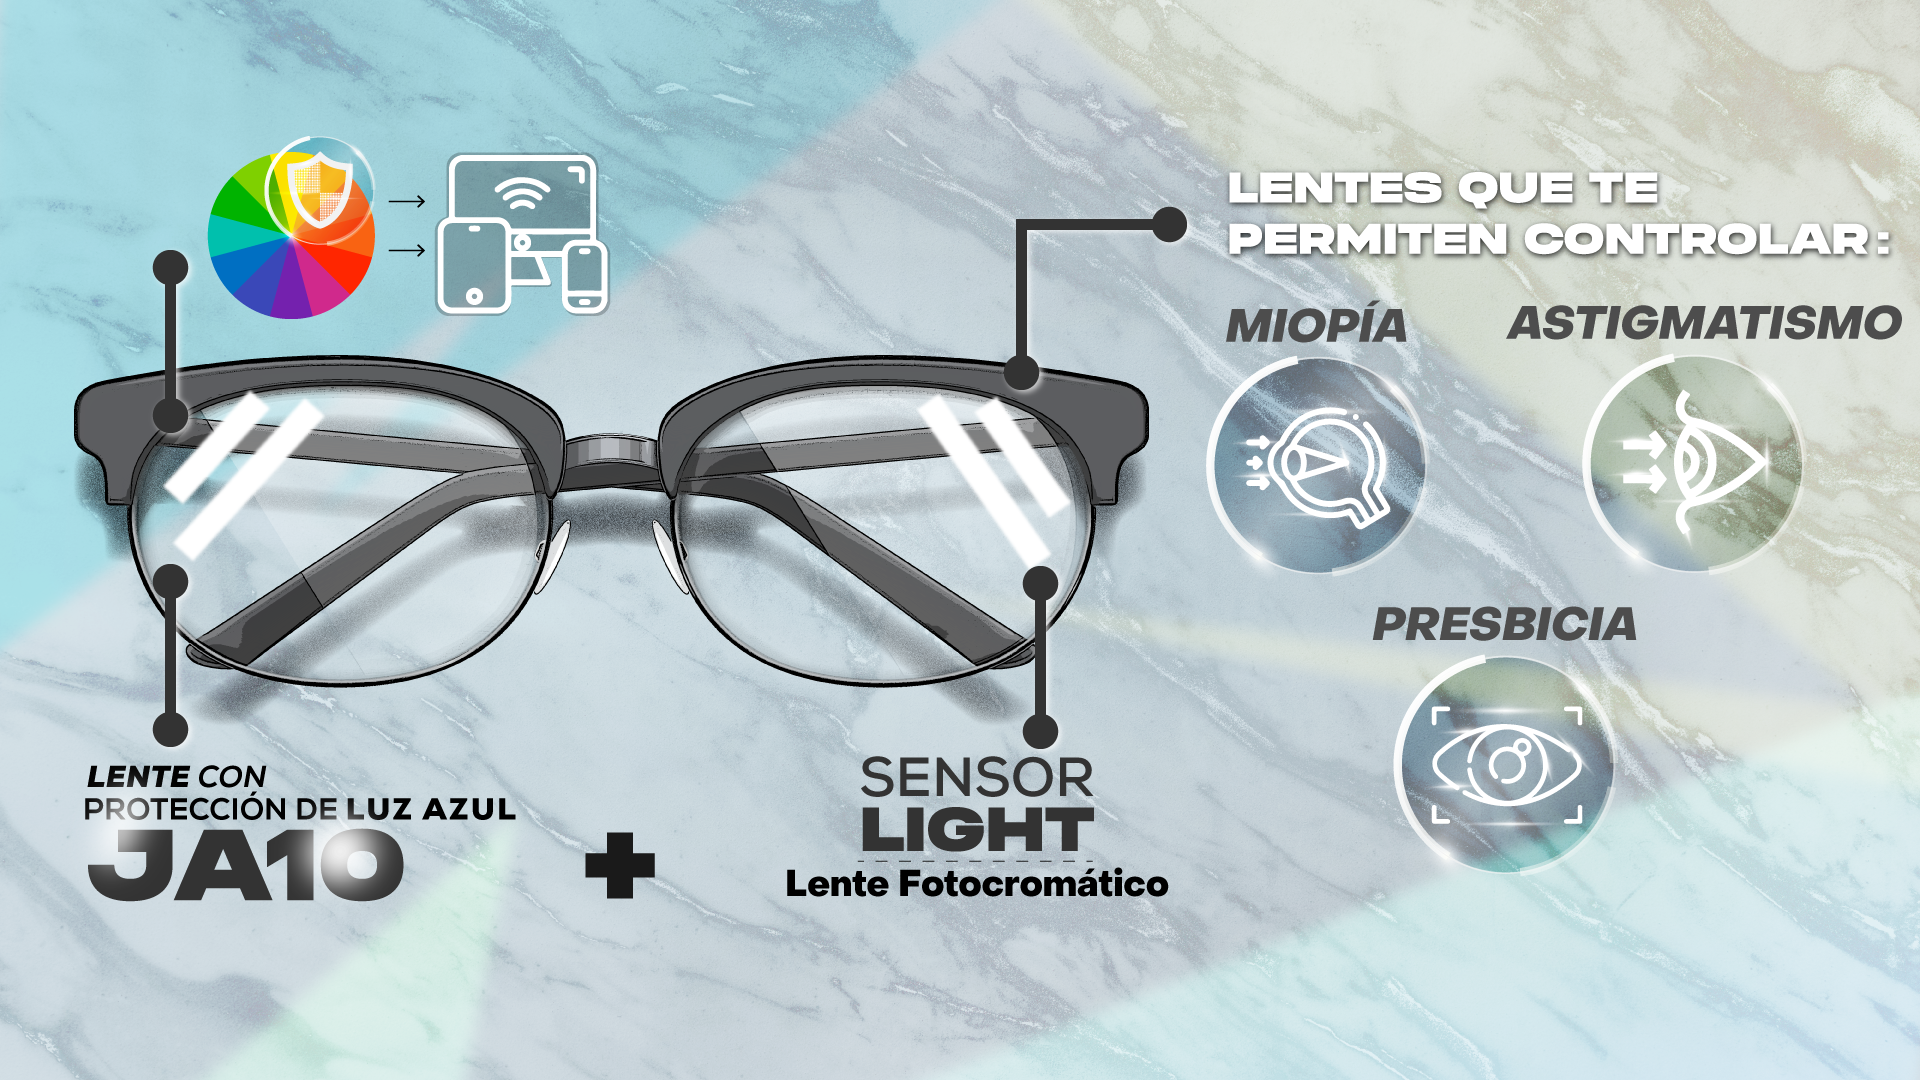 LENTES QUE TE
PERMITEN CONTROLAR:
MIOPÍA
ASTIGMATISMO
PRESBICIA
LENTE CON
PROTECCIÓN DE LUZ AZUL
JA10
SENSOR
LIGHT
Lente Fotocromático